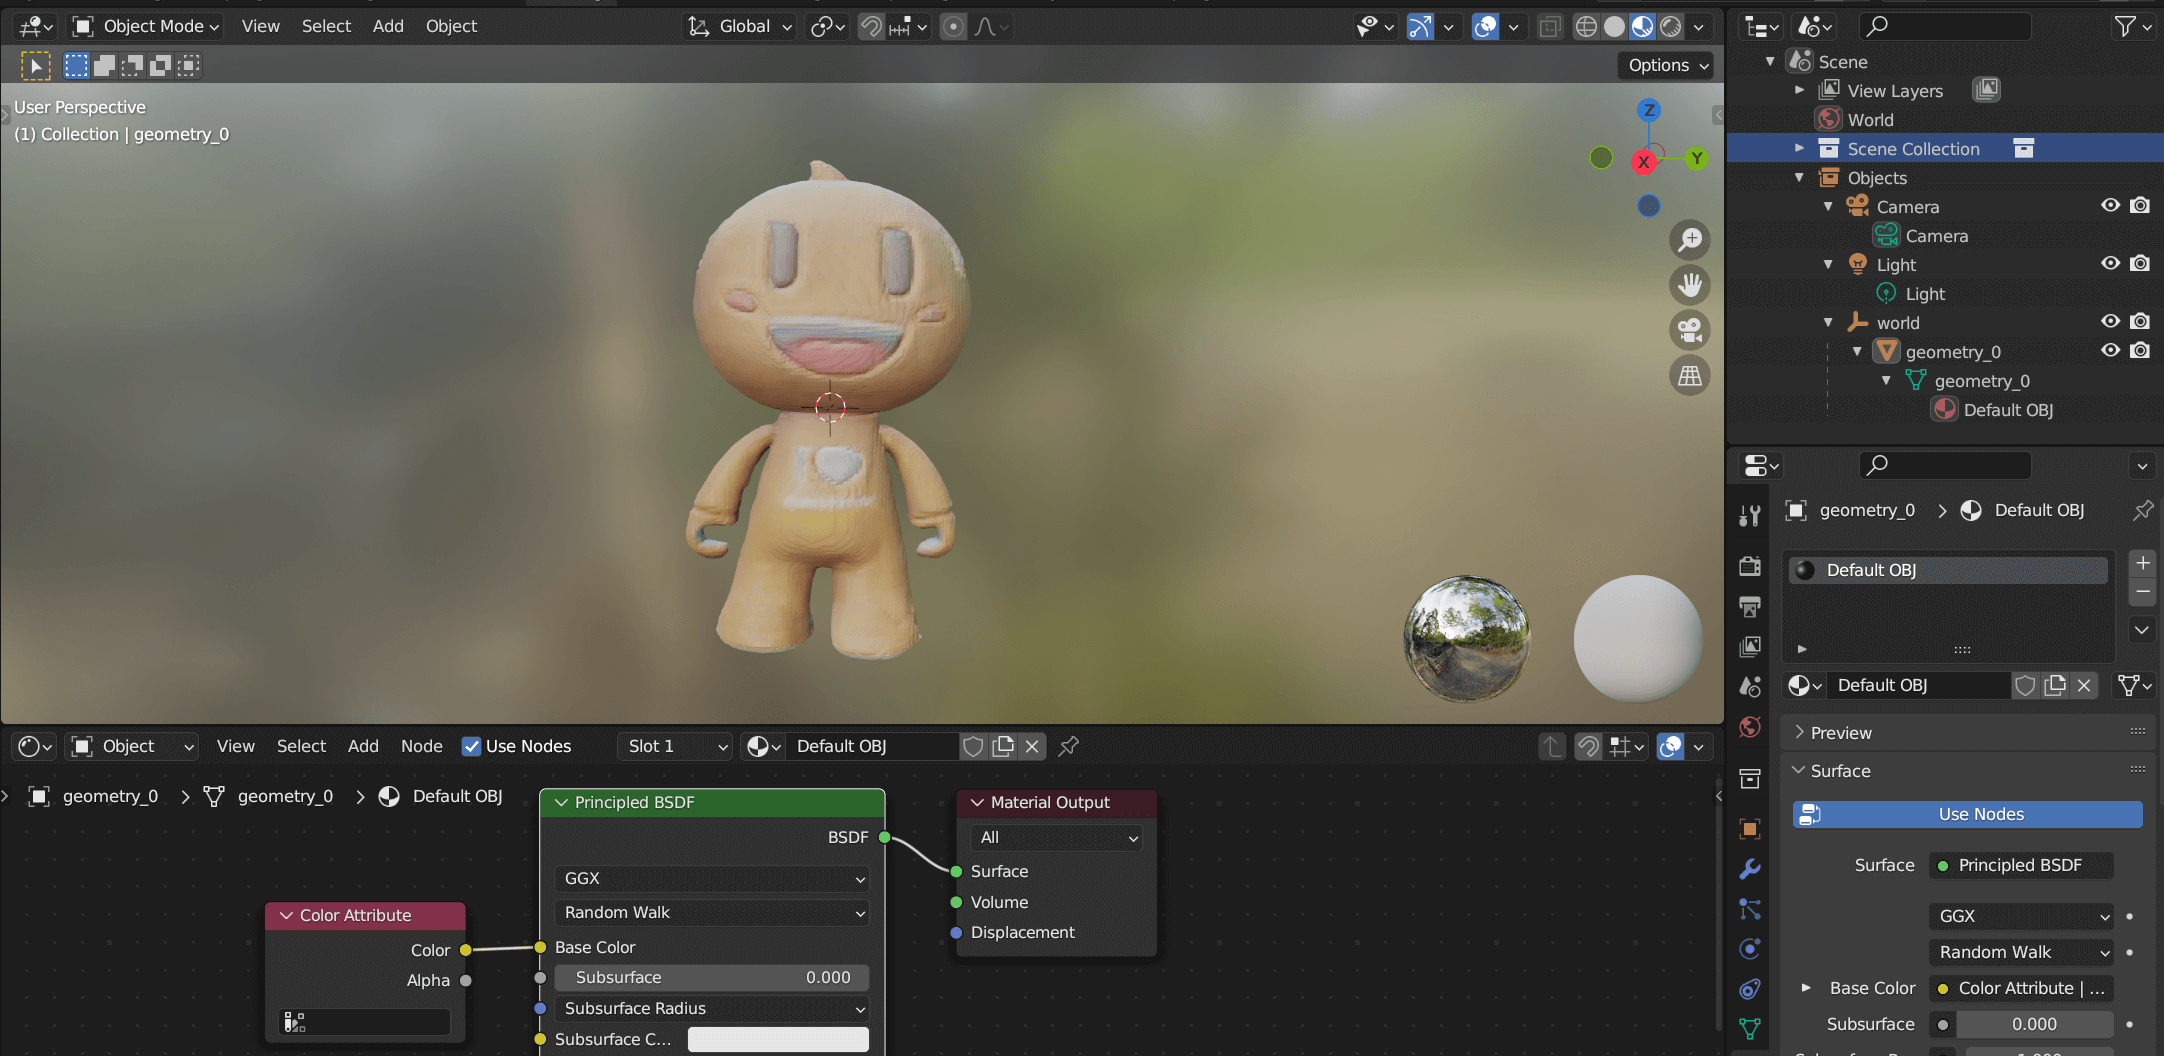 Object Mode
View
Select
Add
Object
Global
Options
User Perspective
(1) Collection | geometry_0
Z
X
Y
Scene
View Layers
World
Scene Collection
Objects
Camera
Camera
Light
Light
world
geometry_0
geometry_0
Default OBJ
geometry_0 > Default OBJ
Default OBJ
Default OBJ
Preview
Surface
Use Nodes
Surface
Principled BSDF
GGX
Random Walk
Base Color
Color Attribute | ...
Subsurface
0.000
Object
View
Select
Add
Node
Use Nodes
Slot 1
Default OBJ
geometry_0 > geometry_0 > Default OBJ
Color Attribute
Color
Alpha
Principled BSDF
BSDF
GGX
Random Walk
Base Color
Subsurface
0.000
Subsurface Radius
Subsurface C...
Material Output
All
Surface
Volume
Displacement